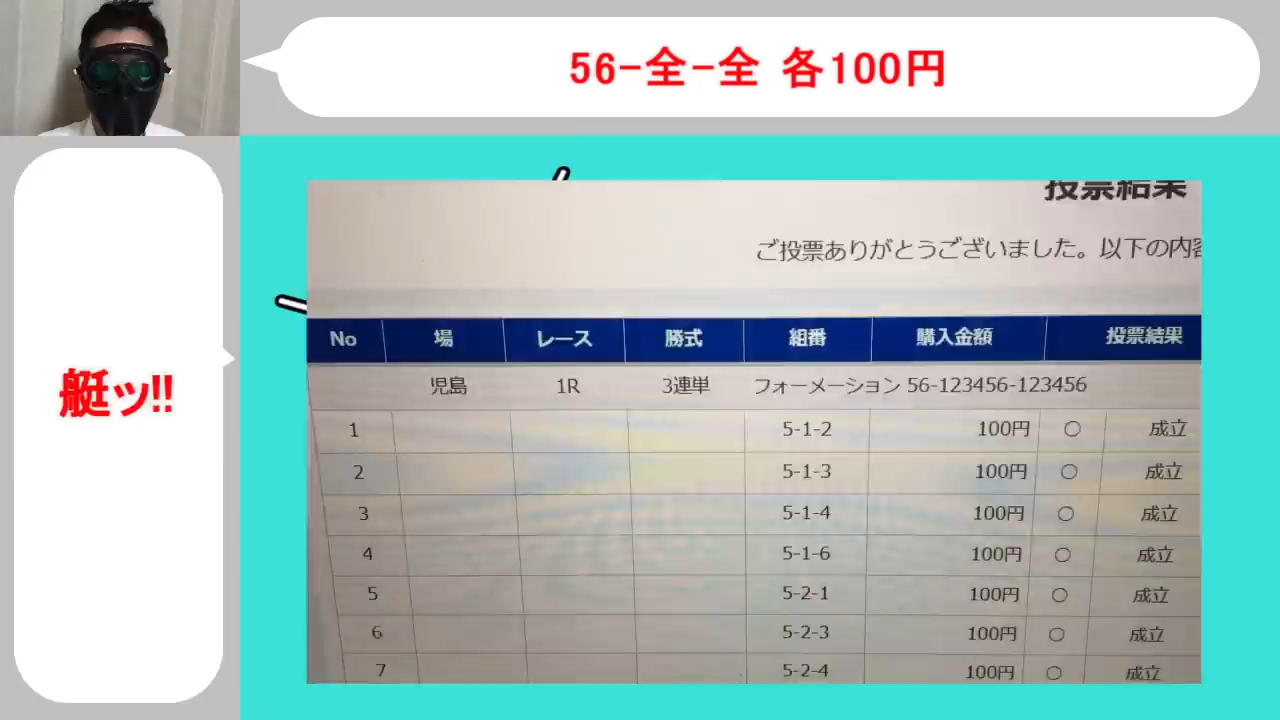 56-全-全 各100円
艇ッ!!
投票結果
ご投票ありがとうございました。以下の内容
No 場 レース 勝式 組番 購入金額 投票結果
児島 1R 3連単 フォーメーション 56-123456-123456
1 5-1-2 100円 ○ 成立
2 5-1-3 100円 ○ 成立
3 5-1-4 100円 ○ 成立
4 5-1-6 100円 ○ 成立
5 5-2-1 100円 ○ 成立
6 5-2-3 100円 ○ 成立
7 5-2-4 100円 ○ 成立